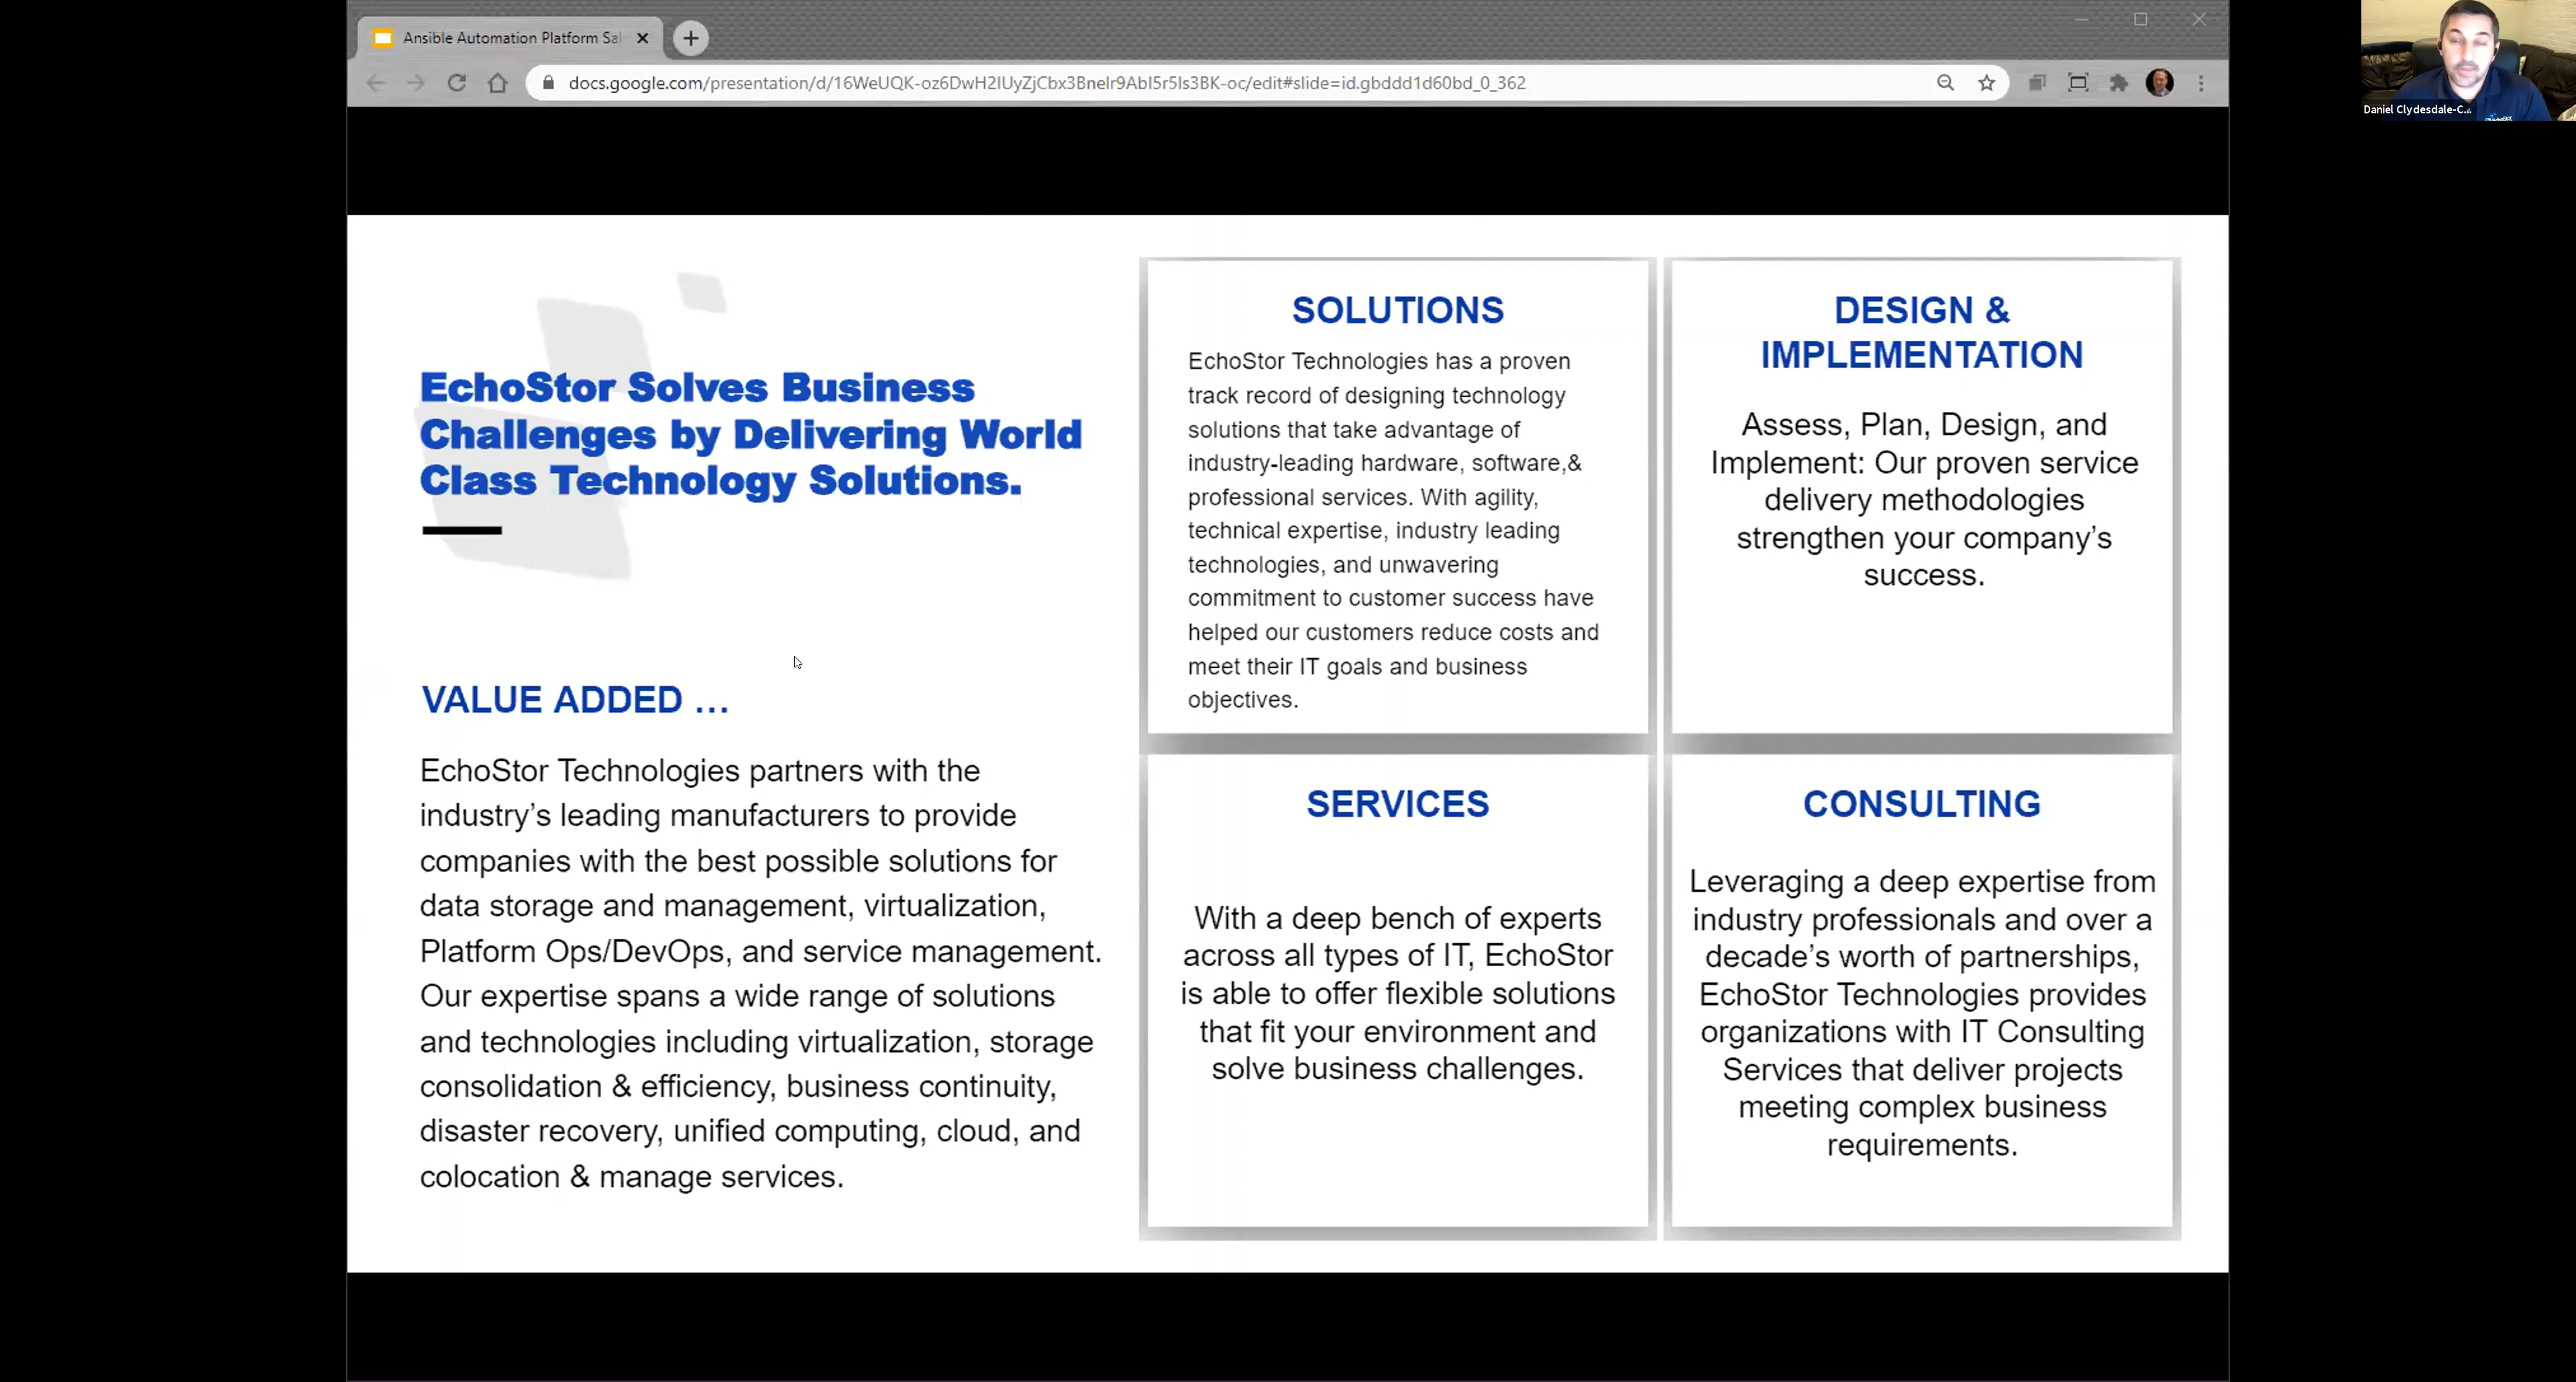 Ansible Automation Platform Sal
docs.google.com/presentation/d/16WeUQK-oz6DwH2IUyZjCbx3Bnelr9AbI5r5Is3BK-oc/edit#slide=id.gbddd1d60bd_0_362
Daniel Clydesdale-C...
EchoStor Solves Business
Challenges by Delivering World
Class Technology Solutions.
VALUE ADDED ...
EchoStor Technologies partners with the
industry’s leading manufacturers to provide
companies with the best possible solutions for
data storage and management, virtualization,
Platform Ops/DevOps, and service management.
Our expertise spans a wide range of solutions
and technologies including virtualization, storage
consolidation & efficiency, business continuity,
disaster recovery, unified computing, cloud, and
colocation & manage services.
SOLUTIONS
EchoStor Technologies has a proven
track record of designing technology
solutions that take advantage of
industry-leading hardware, software,&
professional services. With agility,
technical expertise, industry leading
technologies, and unwavering
commitment to customer success have
helped our customers reduce costs and
meet their IT goals and business
objectives.
DESIGN &
IMPLEMENTATION
Assess, Plan, Design, and
Implement: Our proven service
delivery methodologies
strengthen your company’s
success.
SERVICES
With a deep bench of experts
across all types of IT, EchoStor
is able to offer flexible solutions
that fit your environment and
solve business challenges.
CONSULTING
Leveraging a deep expertise from
industry professionals and over a
decade’s worth of partnerships,
EchoStor Technologies provides
organizations with IT Consulting
Services that deliver projects
meeting complex business
requirements.